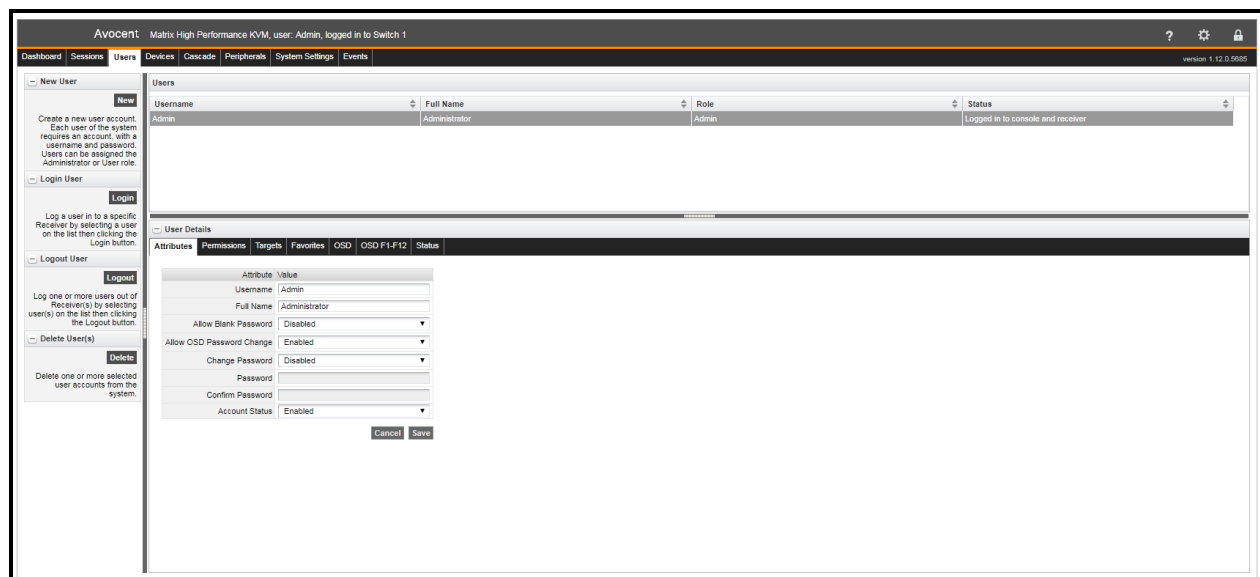 Avocent Matrix High Performance KVM, user: Admin, logged in to Switch 1
?
Dashboard Sessions Users Devices Cascade Peripherals System Settings Events
version 1.12.0.5685
New User
New
Create a new user account.
Each user of the system
requires an account, with a
username and password.
Users can be assigned the
Administrator or User role.
Login User
Login
Log a user in to a specific
Receiver by selecting a user
on the list then clicking the
Login button.
Logout User
Logout
Log one or more users out of
Receiver(s) by selecting
user(s) on the list then clicking
the Logout button.
Delete User(s)
Delete
Delete one or more selected
user accounts from the
system.
Users
Username Full Name Role Status
Admin Administrator Admin Logged in to console and receiver
User Details
Attributes Permissions Targets Favorites OSD OSD F1-F12 Status
Attribute Value
Username Admin
Full Name Administrator
Allow Blank Password Disabled
Allow OSD Password Change Enabled
Change Password Disabled
Password
Confirm Password
Account Status Enabled
Cancel Save